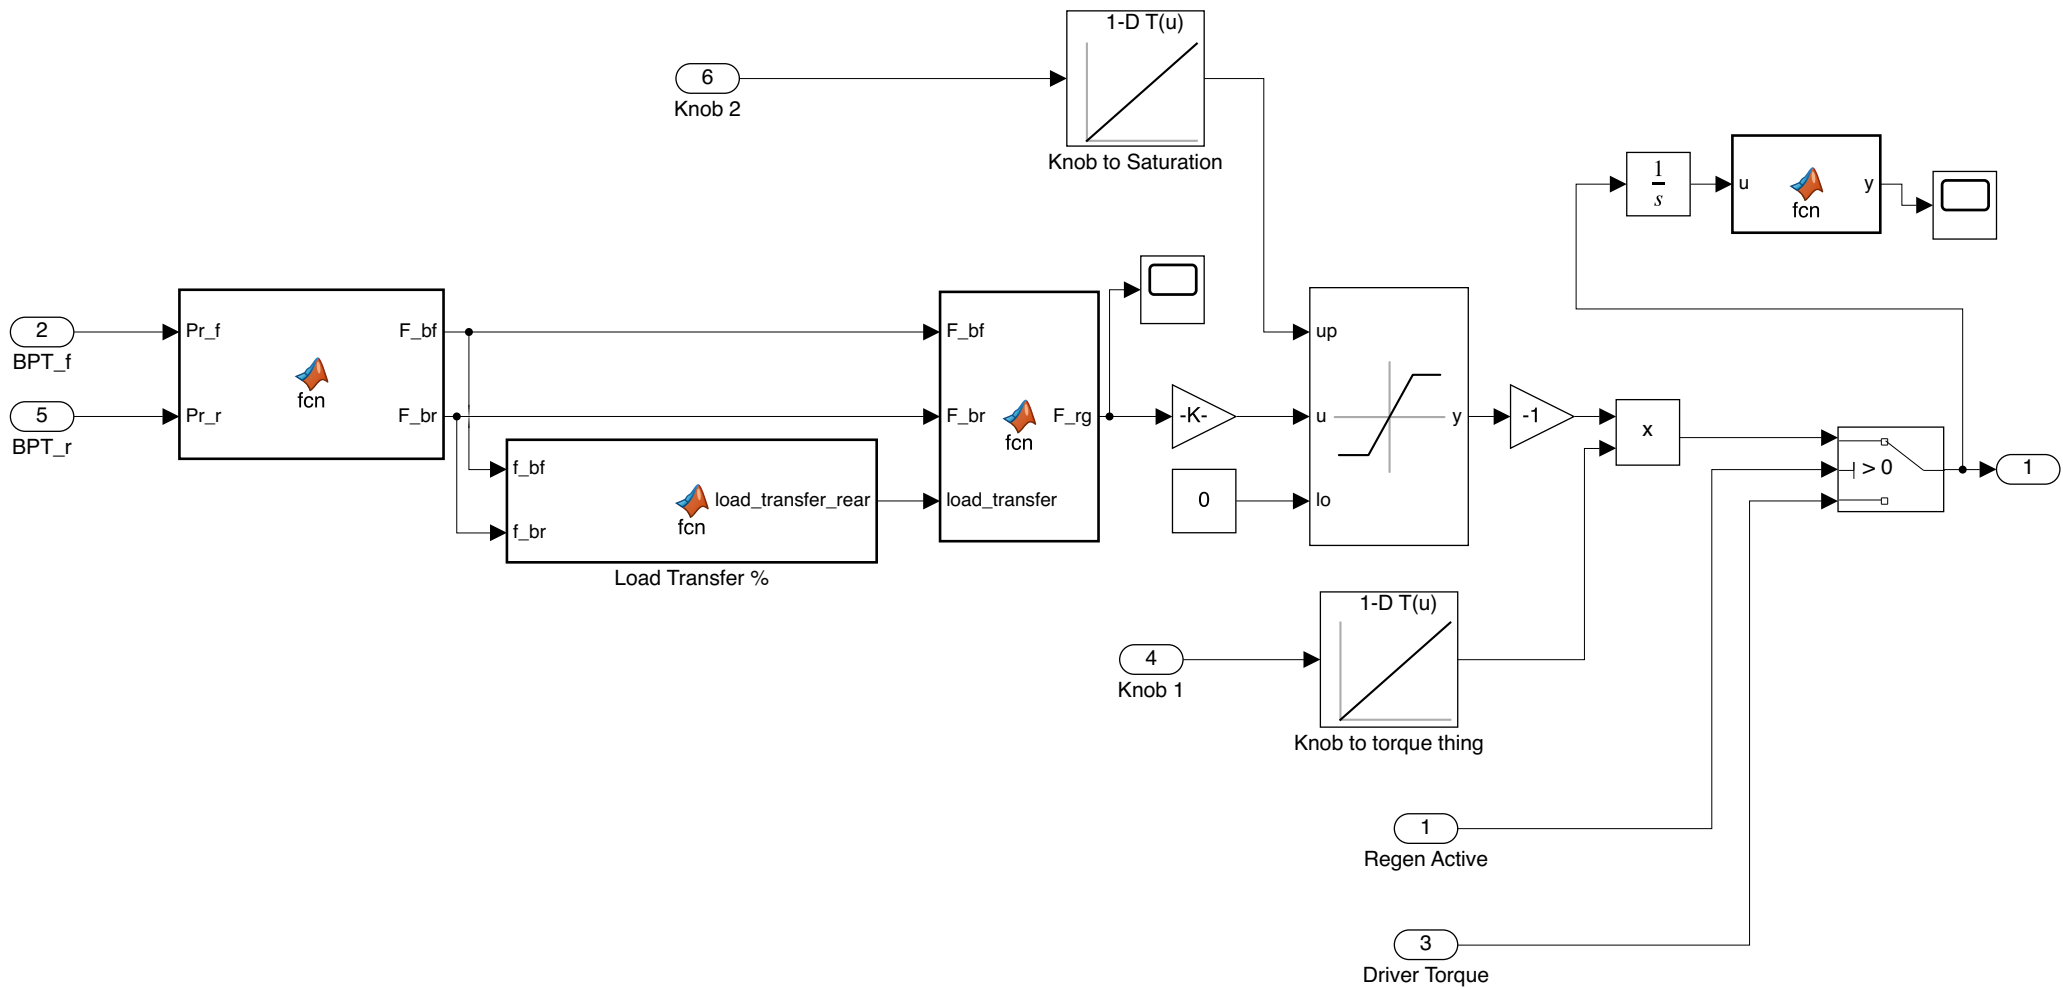 1-D T(u)
6
Knob 2
Knob to Saturation
1
s
u
y
fcn
2
BPT_f
Pr_f
F_bf
fcn
5
BPT_r
Pr_r
F_br
F_bf
F_br
F_rg
fcn
load_transfer
f_bf
load_transfer_rear
fcn
f_br
Load Transfer %
-K-
0
up
u
y
lo
-1
x
> 0
1
1-D T(u)
4
Knob 1
Knob to torque thing
1
Regen Active
3
Driver Torque